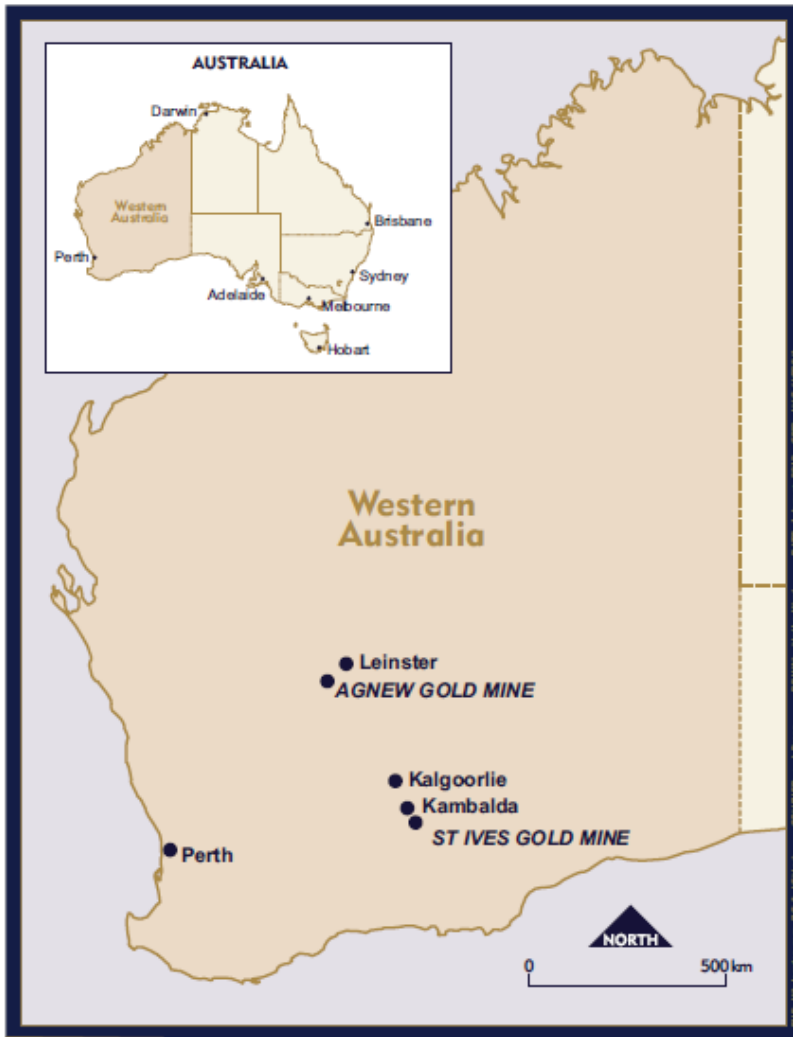 AUSTRALIA
Darwin
Western
Australia
Brisbane
Perth
Sydney
Adelaide
Melbourne
Hobart
Western
Australia
Leinster
AGNEW GOLD MINE
Kalgoorlie
Kambalda
ST IVES GOLD MINE
Perth
NORTH
0 500km